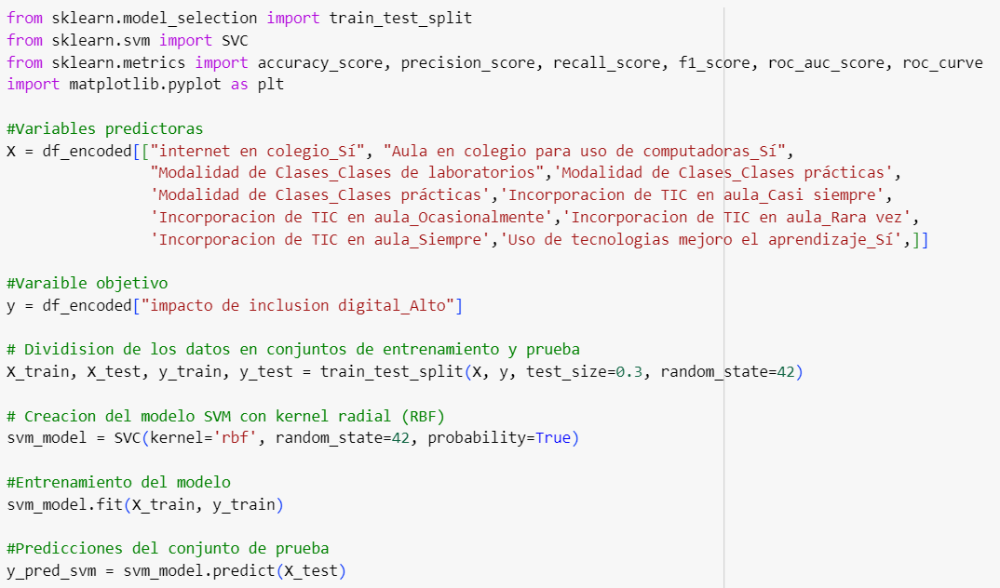 from sklearn.model_selection import train_test_split
from sklearn.svm import SVC
from sklearn.metrics import accuracy_score, precision_score, recall_score, f1_score, roc_auc_score, roc_curve
import matplotlib.pyplot as plt
#Variables predictoras
X = df_encoded[["internet en colegio_Sí", "Aula en colegio para uso de computadoras_Sí",
"Modalidad de Clases_Clases de laboratorios",'Modalidad de Clases_Clases prácticas',
'Modalidad de Clases_Clases prácticas','Incorporacion de TIC en aula_Casi siempre',
'Incorporacion de TIC en aula_Ocasionalmente','Incorporacion de TIC en aula_Rara vez',
'Incorporacion de TIC en aula_Siempre','Uso de tecnologias mejoro el aprendizaje_Sí',]]
#Varaible objetivo
y = df_encoded["impacto de inclusion digital_Alto"]
# Dividision de los datos en conjuntos de entrenamiento y prueba
X_train, X_test, y_train, y_test = train_test_split(X, y, test_size=0.3, random_state=42)
# Creacion del modelo SVM con kernel radial (RBF)
svm_model = SVC(kernel='rbf', random_state=42, probability=True)
#Entrenamiento del modelo
svm_model.fit(X_train, y_train)
#Predicciones del conjunto de prueba
y_pred_svm = svm_model.predict(X_test)